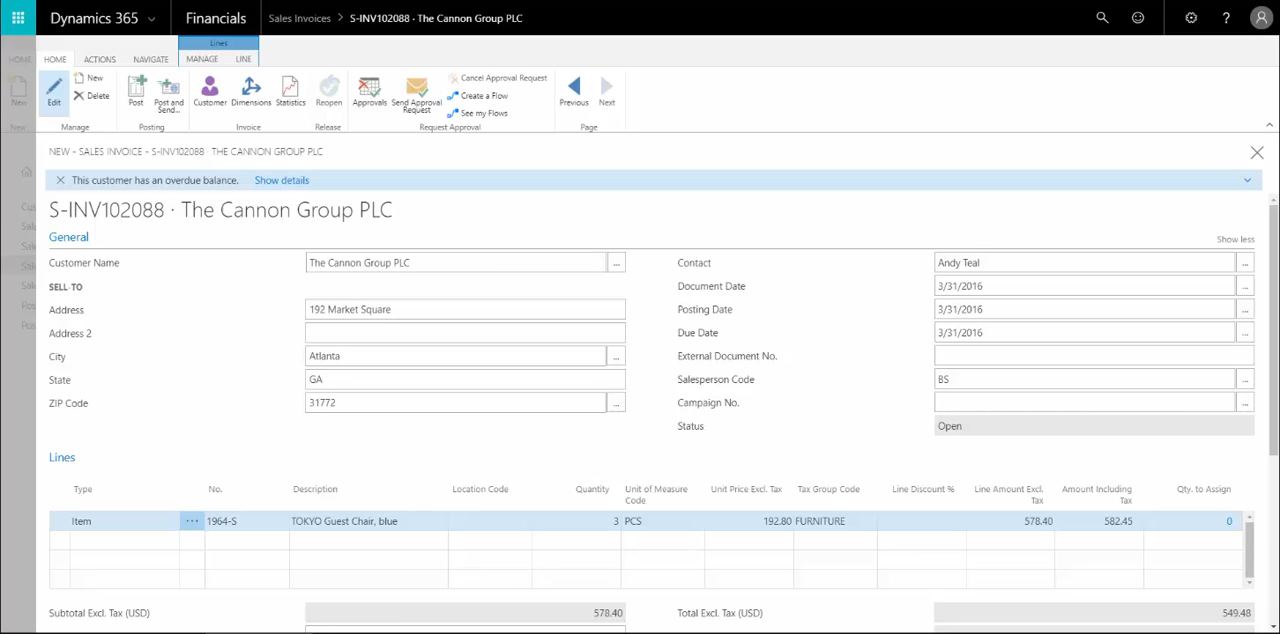 Dynamics 365 Financials Sales Invoices S-INV102088 · The Cannon Group PLC ?
Lines
HOME HOME ACTIONS NAVIGATE MANAGE LINE
New Edit New Delete Post Post and Send... Customer Dimensions Statistics Reopen Approvals Send Approval Request Cancel Approval Request Create a Flow See my Flows Previous Next
New Manage Posting Invoice Release Request Approval Page
NEW - SALES INVOICE - S-INV102088 · THE CANNON GROUP PLC
This customer has an overdue balance. Show details
S-INV102088 · The Cannon Group PLC
General Show less
Customer Name The Cannon Group PLC ... Contact Andy Teal ...
SELL-TO Document Date 3/31/2016 ...
Address 192 Market Square Posting Date 3/31/2016 ...
Address 2 Due Date 3/31/2016 ...
City Atlanta ... External Document No.
State GA Salesperson Code BS ...
ZIP Code 31772 ... Campaign No. ...
Status Open
Lines
Type No. Description Location Code Quantity Unit of Measure Code Unit Price Excl. Tax Tax Group Code Line Discount % Line Amount Excl. Tax Amount Including Tax Qty. to Assign
Item ... 1964-S TOKYO Guest Chair, blue 3 PCS 192.80 FURNITURE 578.40 582.45 0
Subtotal Excl. Tax (USD) 578.40 Total Excl. Tax (USD) 549.48